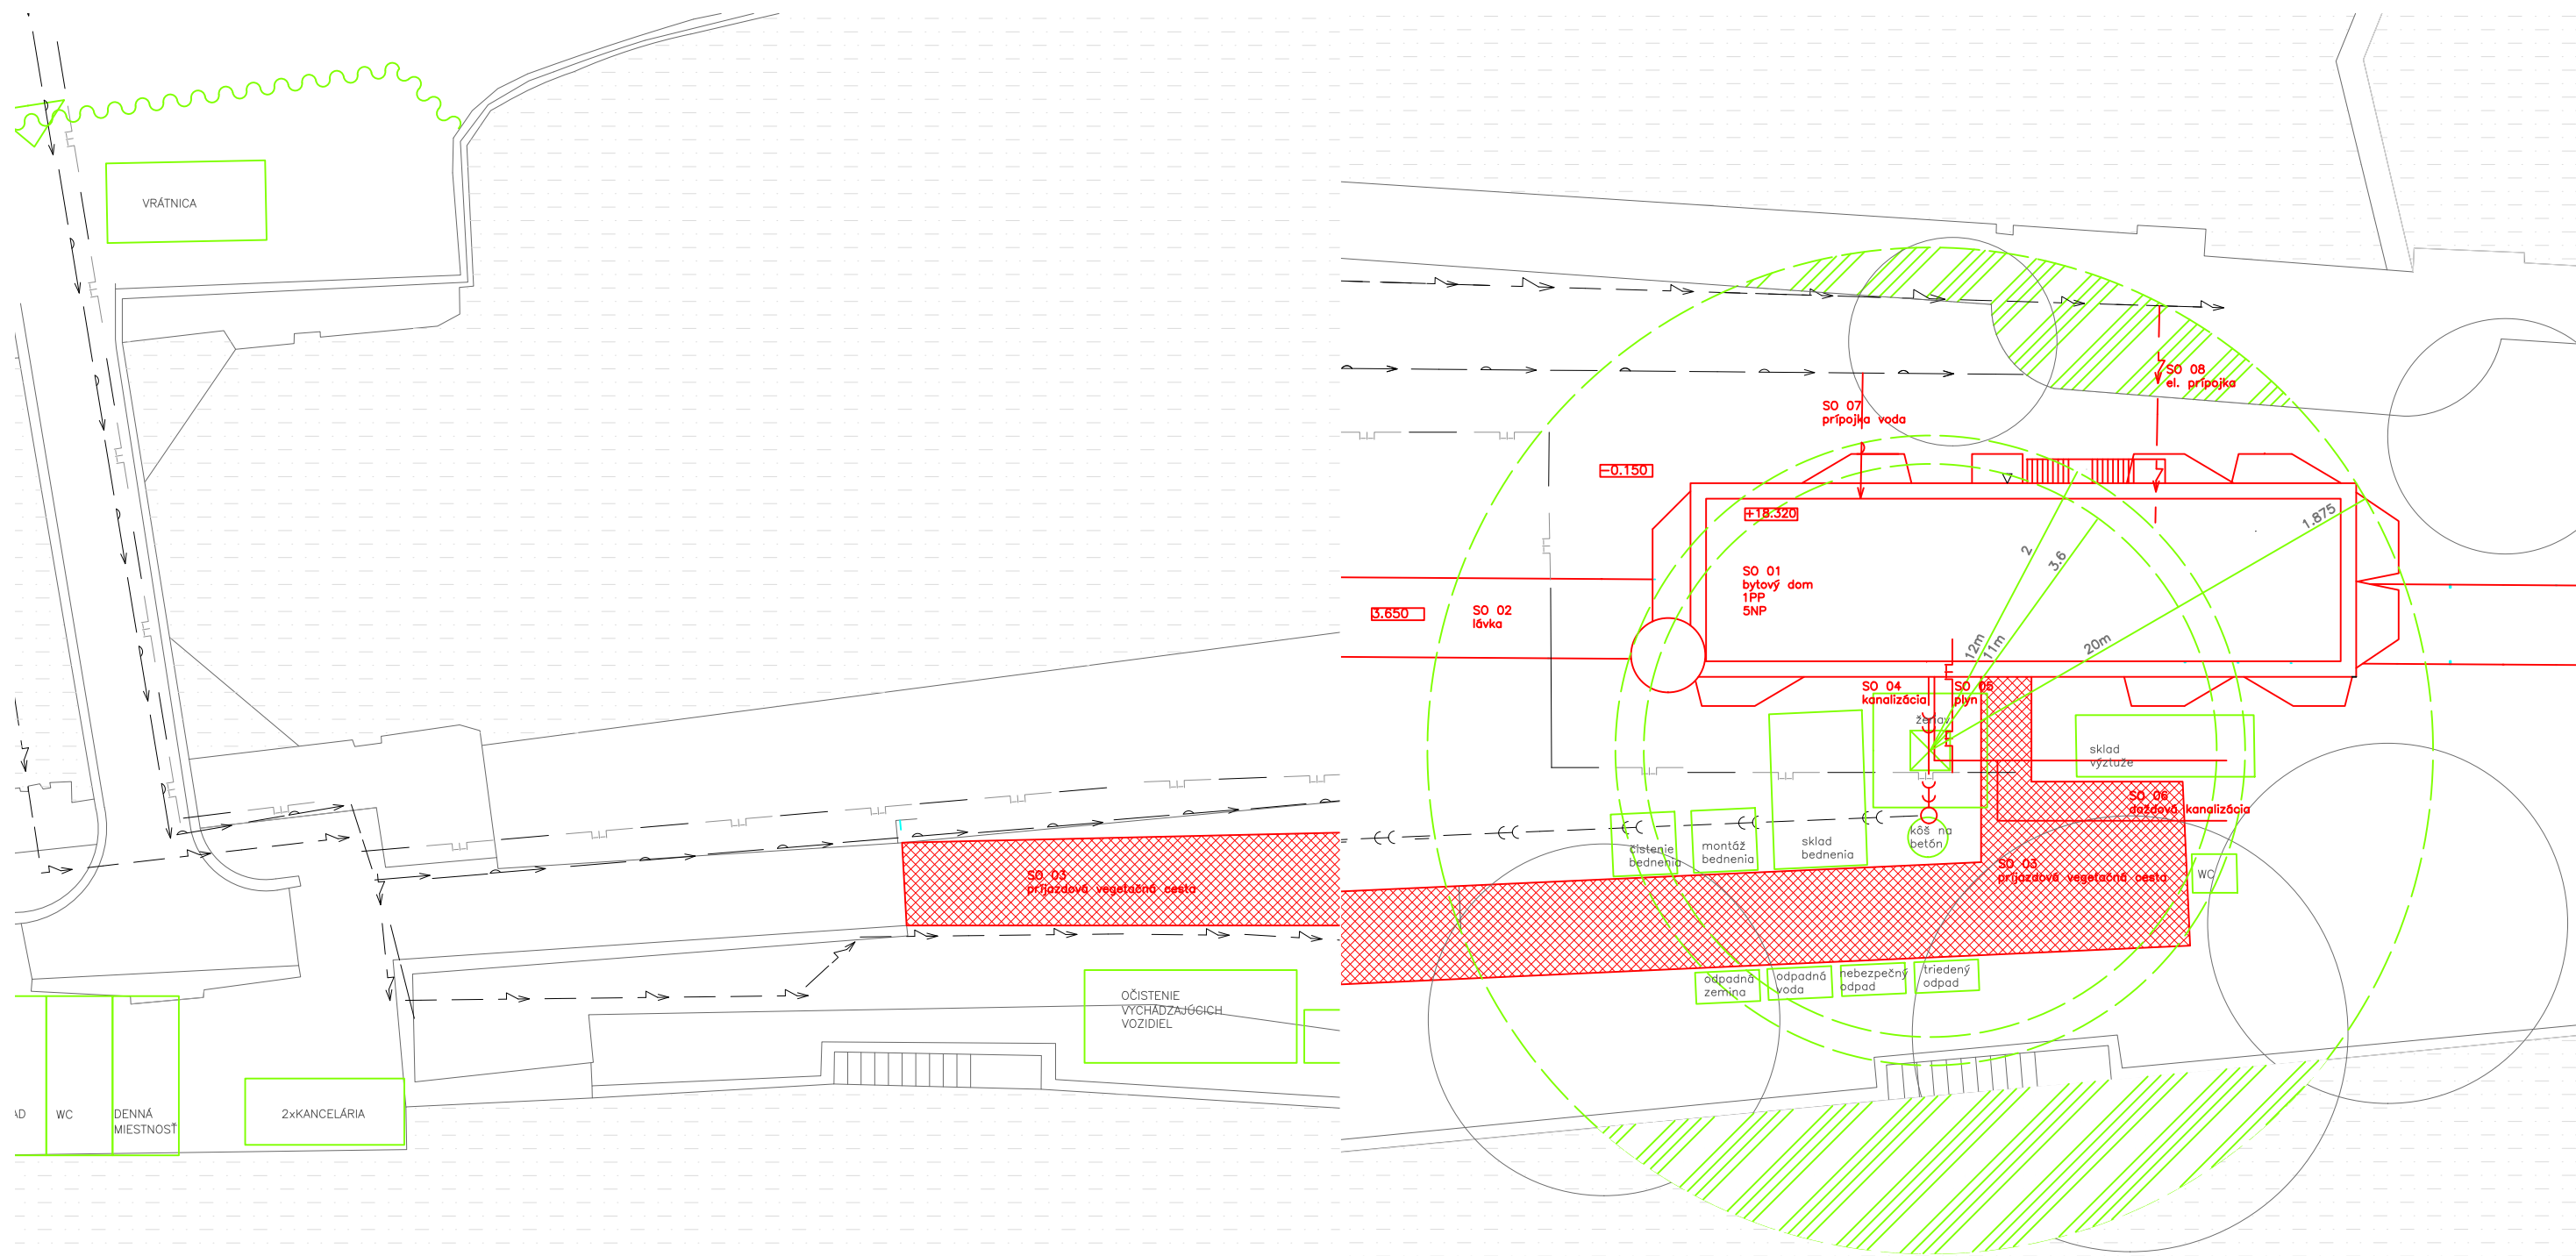 VRÁTNICA
SO 03
príjazdová vegetačná cesta
OČISTENIE
VYCHÁDZAJÚCICH
VOZIDIEL
AD
WC
DENNÁ
MIESTNOSŤ
2xKANCELÁRIA
SO 08
el. prípojka
SO 07
prípojka voda
-0.150
+18.320
1.875
2
3.6
SO 01
bytový dom
1PP
5NP
3.650
SO 02
lávka
12m
11m
20m
SO 04
kanalizácia
SO 05
plyn
žeriav
sklad
výztuže
SO 06
dažďová kanalizácia
kôš na
betón
čistenie
bednenia
montáž
bednenia
sklad
bednenia
SO 03
príjazdová vegetačná cesta
WC
odpadná
zemina
odpadná
voda
nebezpečný
odpad
triedený
odpad